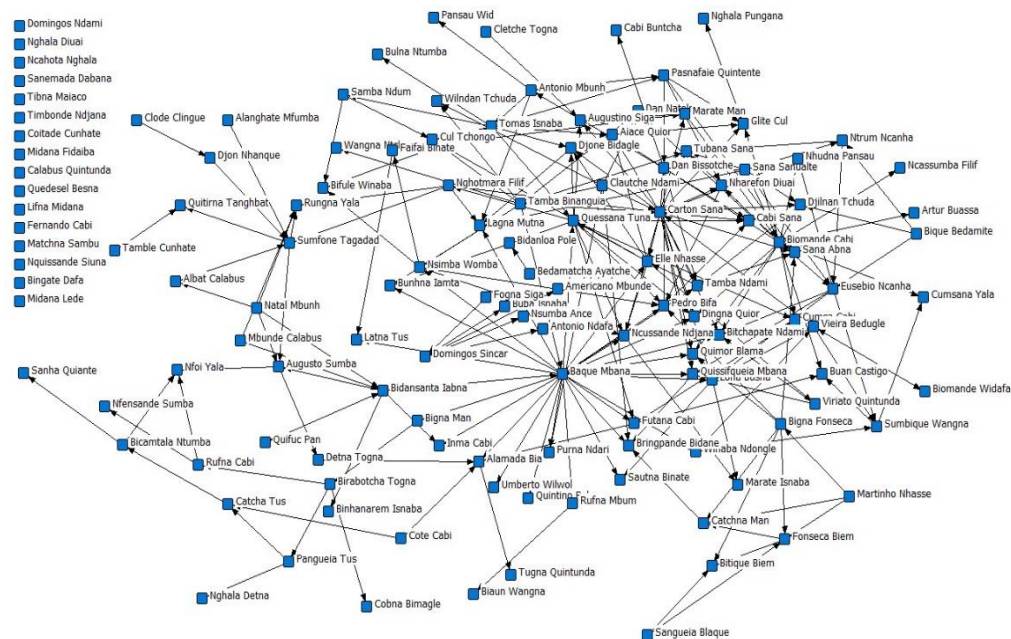 Domingos Ndami
Nghala Diuai
Ncahota Nghala
Sanemada Dabana
Tibna Maiaco
Timbonde Ndjana
Coitade Cunhate
Midana Fidaiba
Calabus Quintunda
Quedesel Besna
Lifna Midana
Fernando Cabi
Matchna Sambu
Nquissande Siuna
Bingate Dafa
Midana Lede
Pansau Wid
Cletche Togna
Cabi Buntcha
Nghala Pungana
Bulna Ntumba
Pasnafaie Quintente
Antonio Mbunh
Samba Ndum
Wilndan Tchuda
Dan
Marate Man
Clode Clingue
Alanghate Mfumba
Tomas Isnaba
Augustino Siga
Glite Cul
Aiace Quior
Cul Tchongo
Ntrum Ncanha
Wangna
Faifai Binate
Djone Bidagle
Tubana Sana
Djon Nhanque
Nhudna Pansau
Dan Bissotche
Sana Sanualte
Ncassumba Filif
Bifule Winaba
Nghotmara Filif
Clautche Ndami
Nharefon Diuai
Quitirna Tanghbat
Rungna Yala
Tamba Binanguia
Djilnan Tchuda
Carton Sana
Artur Buassa
Lagna Mutna
Quessana Tuna
Cabi Sana
Bique Bedamite
Sumfone Tagadad
Bidanloa Pole
Biomande Cabi
Tamble Cunhate
Sana Abna
Nsimba Womba
Elle Nhasse
Bedamatcha Ayatche
Albat Calabus
Bunhna Iamta
Americano Mbunde
Tamba Ndami
Eusebio Ncanha
Fogna Siga
Cumsana Yala
Buba Isnaba
Pedro Bifa
Natal Mbunh
Nsumba Ance
Dingna Quior
Cumca Cabi
Antonio Ndafa
Vieira Bedugle
Mbunde Calabus
Latna Tus
Ncussande Ndjana
Bitchapate Ndami
Domingos Sincar
Quimor Blama
Sanha Quiante
Nfoi Yala
Augusto Sumba
Baque Mbana
Quissifqueia Mbana
Buan Castigo
Bidansanta Iabna
Biomande Widafa
Nfensande Sumba
Viriato Quintunda
Bigna Man
Futana Cabi
Bigna Fonseca
Sumbique Wangna
Bicamtala Ntumba
Quifuc Pan
Inma Cabi
Bringpande Bidane
Purna Ndari
Winaba Ndongle
Rufna Cabi
Detna Togna
Alamada Bia
Sautna Binate
Birabotcha Togna
Umberto Wilwol
Marate Isnaba
Quintino
Martinho Nhasse
Catcha Tus
Binhanarem Isnaba
Rufna Mbum
Catchna Man
Cote Cabi
Fonseca Biem
Pangueia Tus
Bitique Biem
Tugna Quintunda
Nghala Detna
Biaun Wangna
Cobna Bimagle
Sangueia Blaque